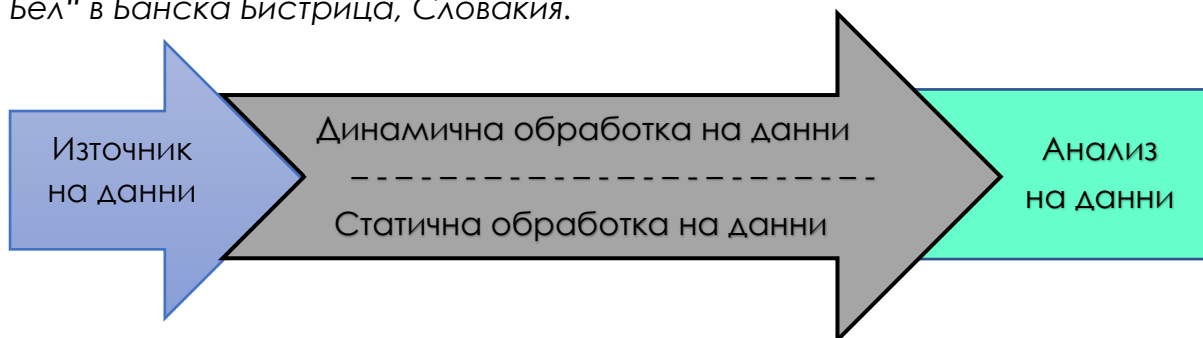 Бел“ в Банска Бистрица, Словакия.
Източник
на данни
Динамична обработка на данни
Статична обработка на данни
Анализ
на данни